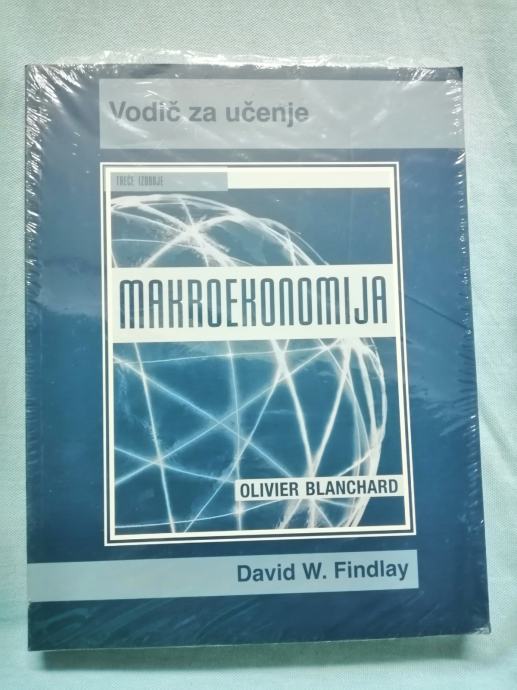 Vodič za učenje
TREĆE IZDANJE
MAKROEKONOMIJA
OLIVIER BLANCHARD
David W. Findlay